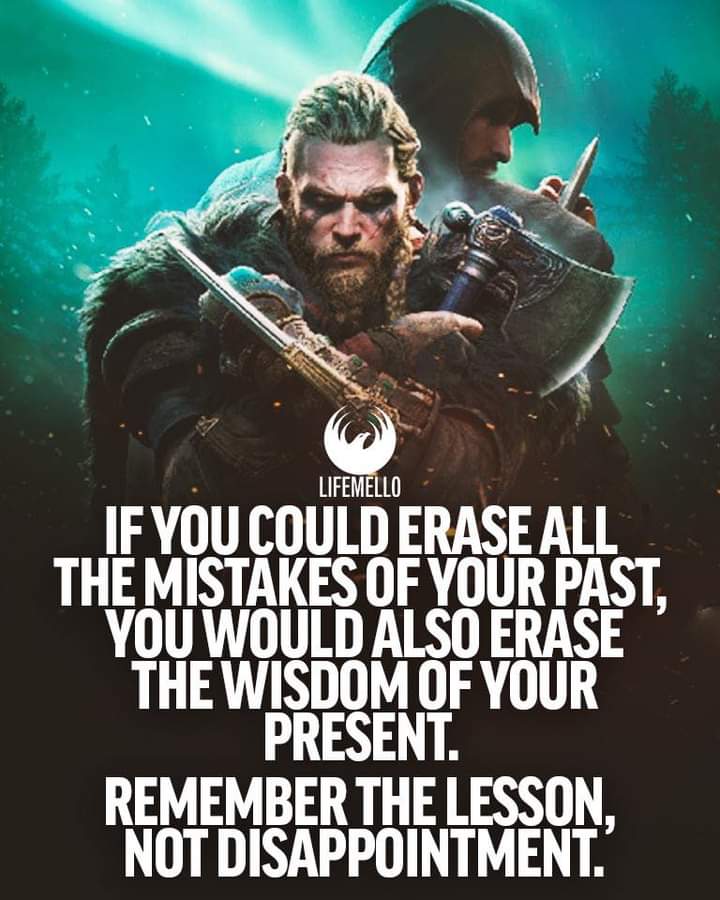 LIFEMELLO
IF YOU COULD ERASE ALL
THE MISTAKES OF YOUR PAST,
YOU WOULD ALSO ERASE
THE WISDOM OF YOUR
PRESENT.
REMEMBER THE LESSON,
NOT DISAPPOINTMENT.